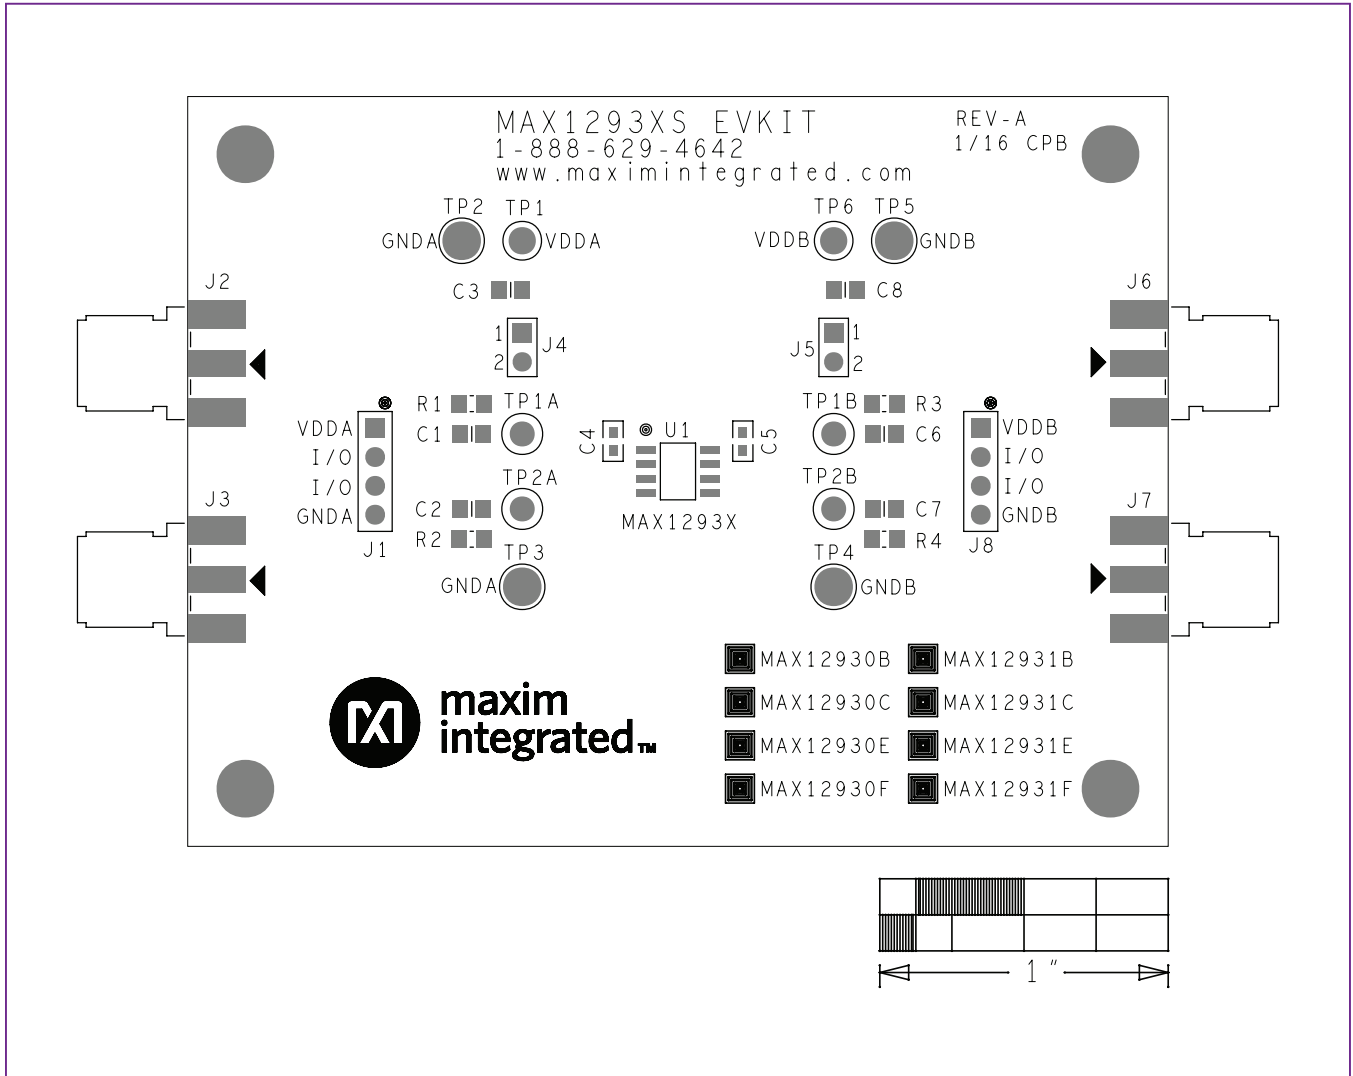 MAX1293XS EVKIT
1-888-629-4642
www.maximintegrated.com
REV-A
1/16 CPB
TP2 TP1
GNDA VDDA
TP6 TP5
VDDB GNDB
J2
J6
C3
C8
1
2
J4
J5
1
2
R1
TP1A
C1
TP1B
R3
C6
VDDA
I/O
I/O
GNDA
J1
C4
U1
C5
MAX1293X
VDDB
I/O
I/O
GNDB
J8
J3
J7
TP2A
C2
R2
TP2B
C7
R4
TP3
GNDA
TP4
GNDB
MAX12930B MAX12931B
MAX12930C MAX12931C
MAX12930E MAX12931E
MAX12930F MAX12931F
maxim
integrated™
1 "